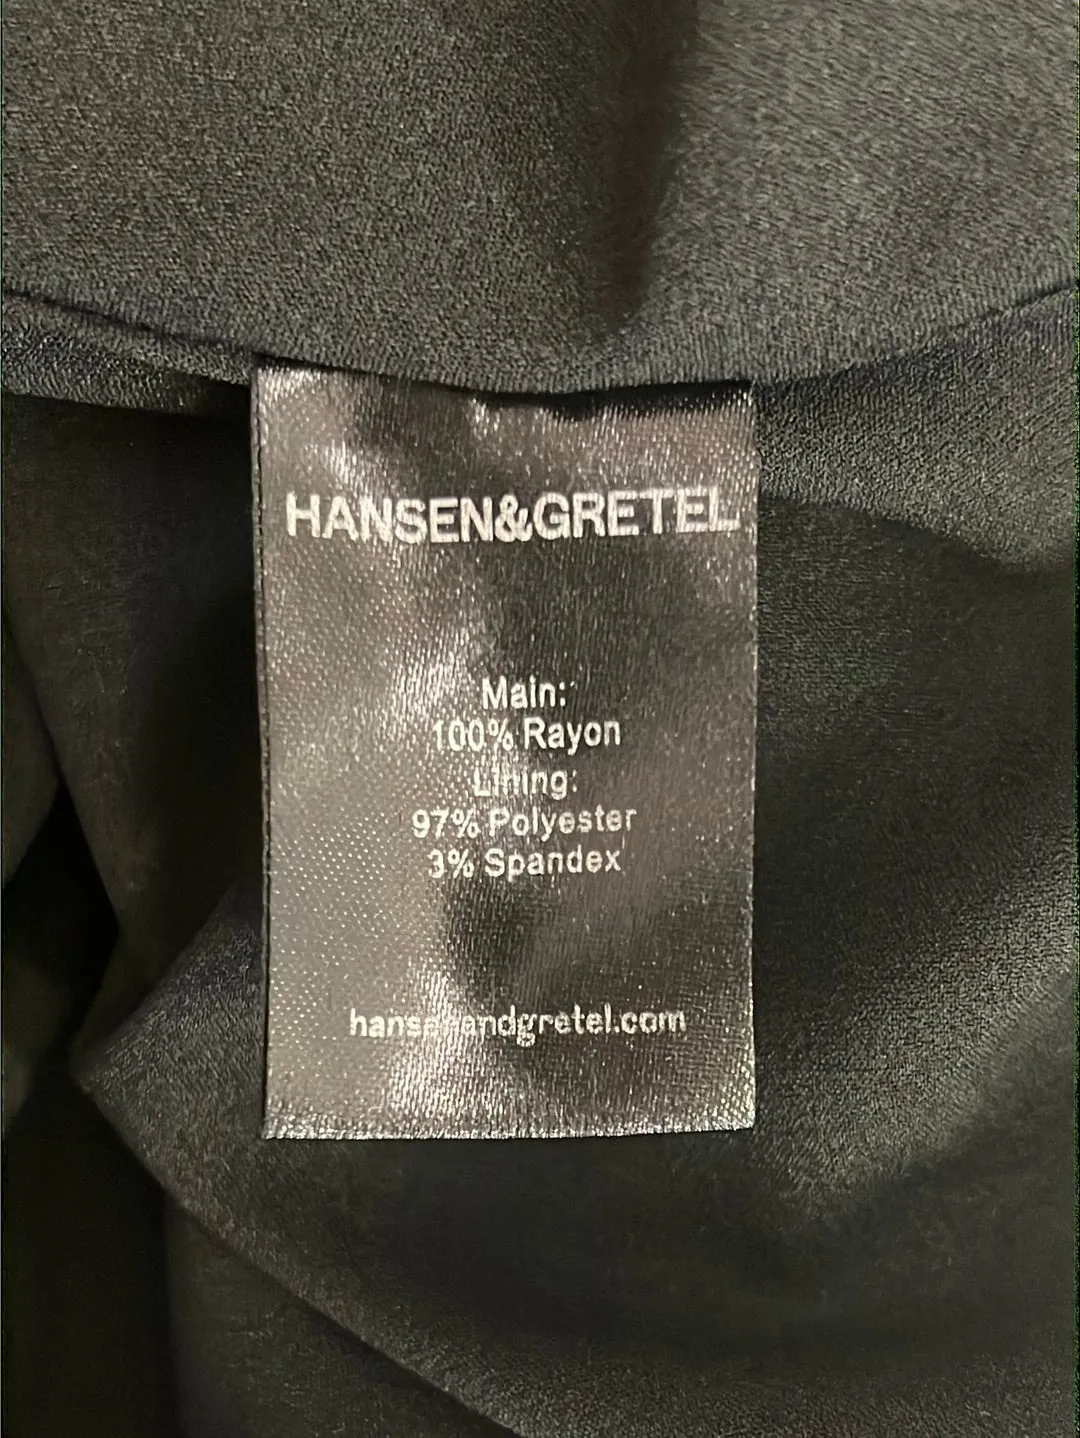 HANSEN&GRETEL
Main:
100% Rayon
Lining:
97% Polyester
3% Spandex
hansenandgretel.com